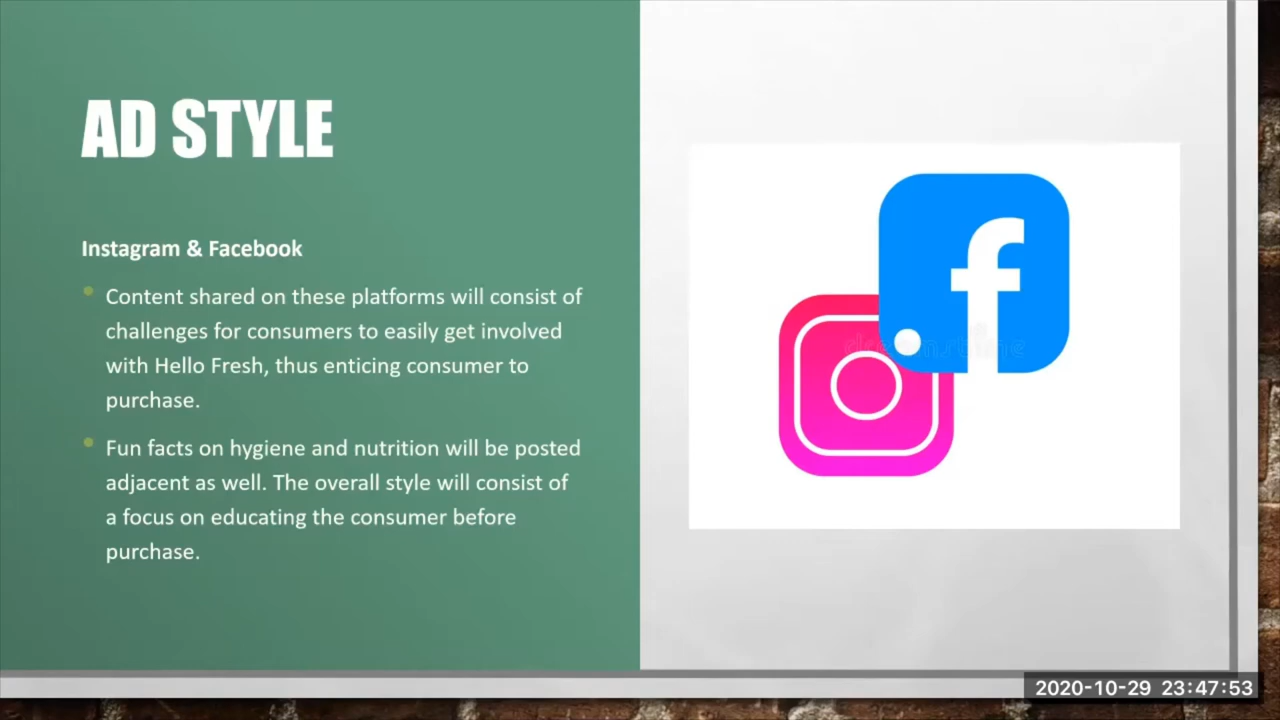 AD STYLE
Instagram & Facebook
Content shared on these platforms will consist of
challenges for consumers to easily get involved
with Hello Fresh, thus enticing consumer to
purchase.
Fun facts on hygiene and nutrition will be posted
adjacent as well. The overall style will consist of
a focus on educating the consumer before
purchase.
f
dreamstime
2020-10-29 23:47:53